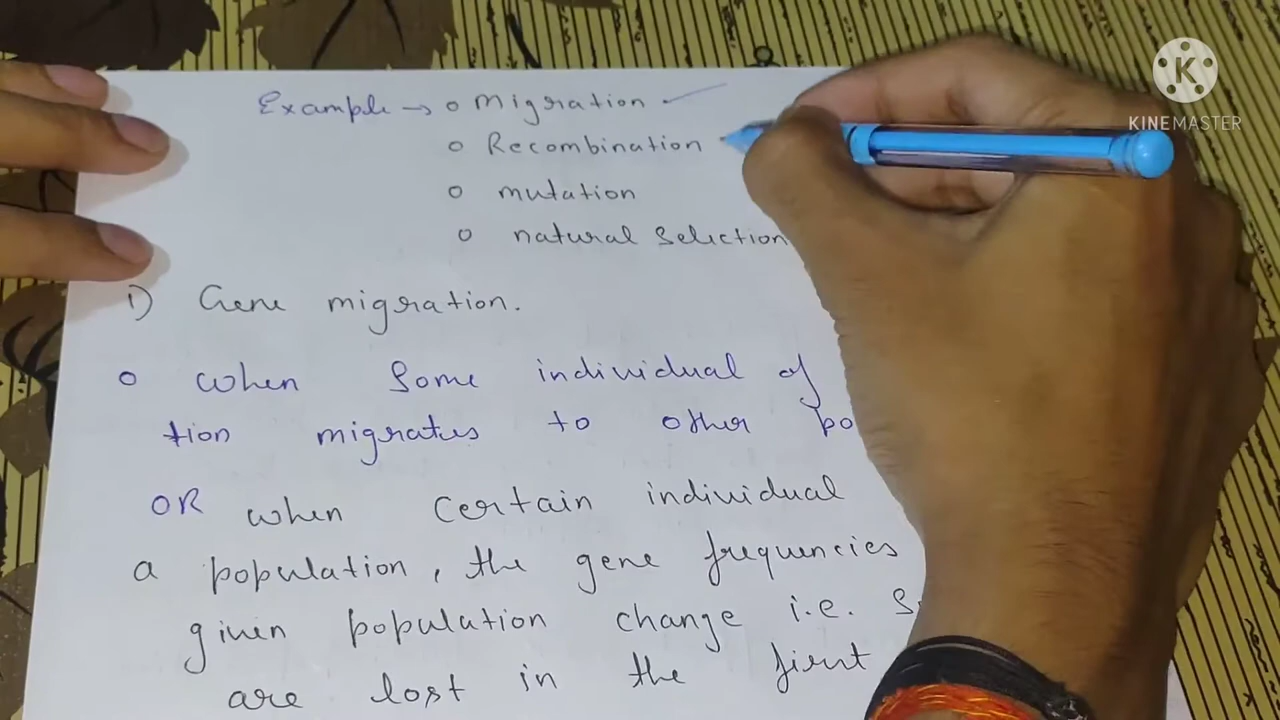 Example → o Migration ✓
o Recombination
o mutation
o natural Selection
i) Gene migration.
o when Some individual of
tion migrates to other po
OR when certain individual
a population, the gene frequencies
given population change i.e. S
are lost in the first
K
KINEMASTER